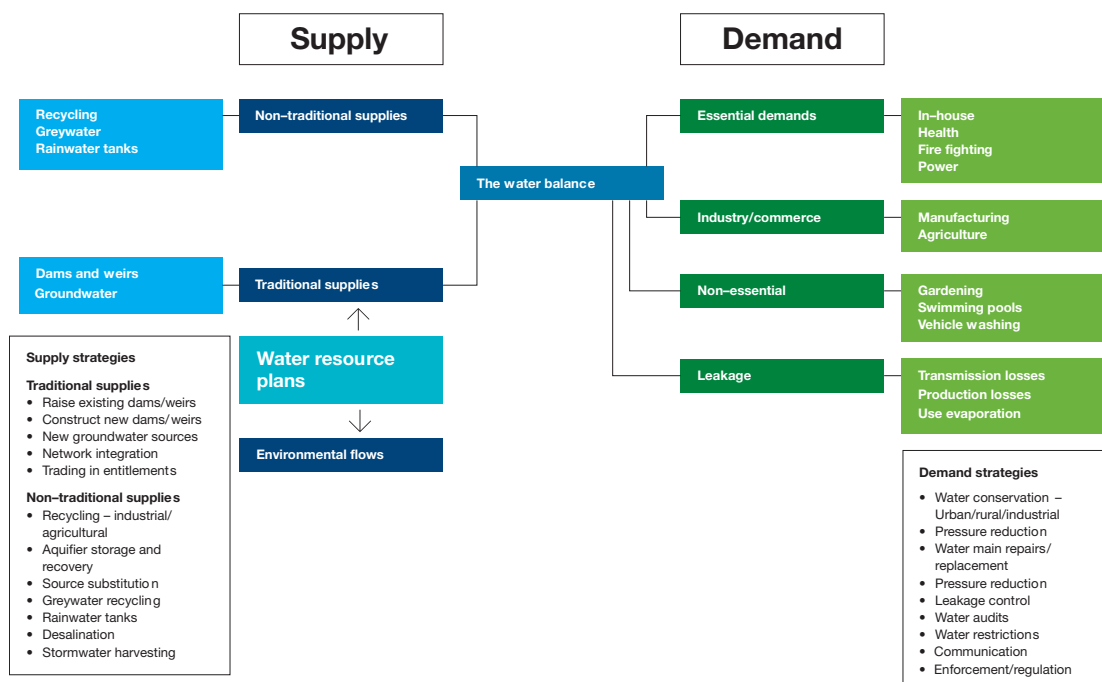 Supply
Demand
Recycling
Greywater
Rainwater tanks
Non–traditional supplies
Essential demands
In–house
Health
Fire fighting
Power
The water balance
Industry/commerce
Manufacturing
Agriculture
Dams and weirs
Groundwater
Traditional supplies
Non–essential
Gardening
Swimming pools
Vehicle washing
Water resource
plans
Leakage
Transmission losses
Production losses
Use evaporation
Environmental flows
Supply strategies
Traditional supplies
• Raise existing dams/weirs
• Construct new dams/weirs
• New groundwater sources
• Network integration
• Trading in entitlements
Non–traditional supplies
• Recycling – industrial/
agricultural
• Aquifier storage and
recovery
• Source substitution
• Greywater recycling
• Rainwater tanks
• Desalination
• Stormwater harvesting
Demand strategies
• Water conservation –
Urban/rural/industrial
• Pressure reduction
• Water main repairs/
replacement
• Pressure reduction
• Leakage control
• Water audits
• Water restrictions
• Communication
• Enforcement/regulation